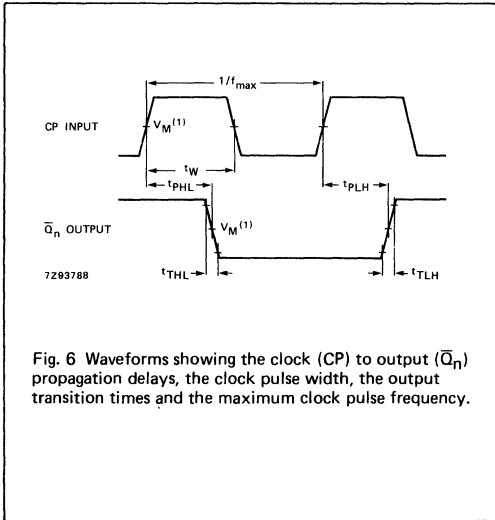 1/fmax
CP INPUT
VM(1)
tW
tPHL
tPLH
Q̅n OUTPUT
VM(1)
7Z93788
tTHL
tTLH
Fig. 6 Waveforms showing the clock (CP) to output (Q̅n)
propagation delays, the clock pulse width, the output
transition times and the maximum clock pulse frequency.